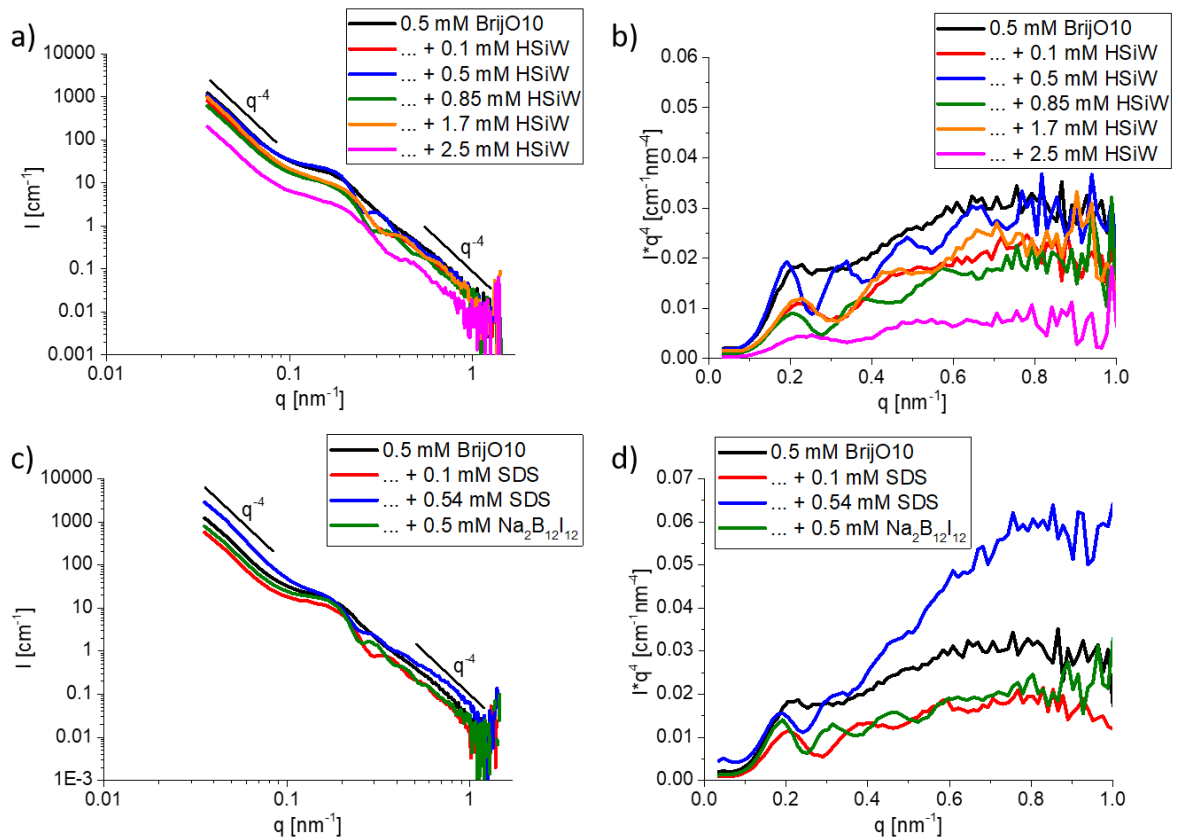 a)
10000
1000
100
10
1
0.1
0.01
0.001
I [cm⁻¹]
0.01
0.1
1
q [nm⁻¹]
q⁻⁴
q⁻⁴
0.5 mM BrijO10
... + 0.1 mM HSiW
... + 0.5 mM HSiW
... + 0.85 mM HSiW
... + 1.7 mM HSiW
... + 2.5 mM HSiW
b)
0.06
0.05
0.04
0.03
0.02
0.01
0.00
I*q⁴ [cm⁻¹nm⁻⁴]
0.0
0.2
0.4
0.6
0.8
1.0
q [nm⁻¹]
0.5 mM BrijO10
... + 0.1 mM HSiW
... + 0.5 mM HSiW
... + 0.85 mM HSiW
... + 1.7 mM HSiW
... + 2.5 mM HSiW
c)
10000
1000
100
10
1
0.1
0.01
1E-3
I [cm⁻¹]
0.01
0.1
1
q [nm⁻¹]
q⁻⁴
q⁻⁴
0.5 mM BrijO10
... + 0.1 mM SDS
... + 0.54 mM SDS
... + 0.5 mM Na₂B₁₂I₁₂
d)
0.07
0.06
0.05
0.04
0.03
0.02
0.01
0.00
I*q⁴ [cm⁻¹nm⁻⁴]
0.0
0.2
0.4
0.6
0.8
1.0
q [nm⁻¹]
0.5 mM BrijO10
... + 0.1 mM SDS
... + 0.54 mM SDS
... + 0.5 mM Na₂B₁₂I₁₂